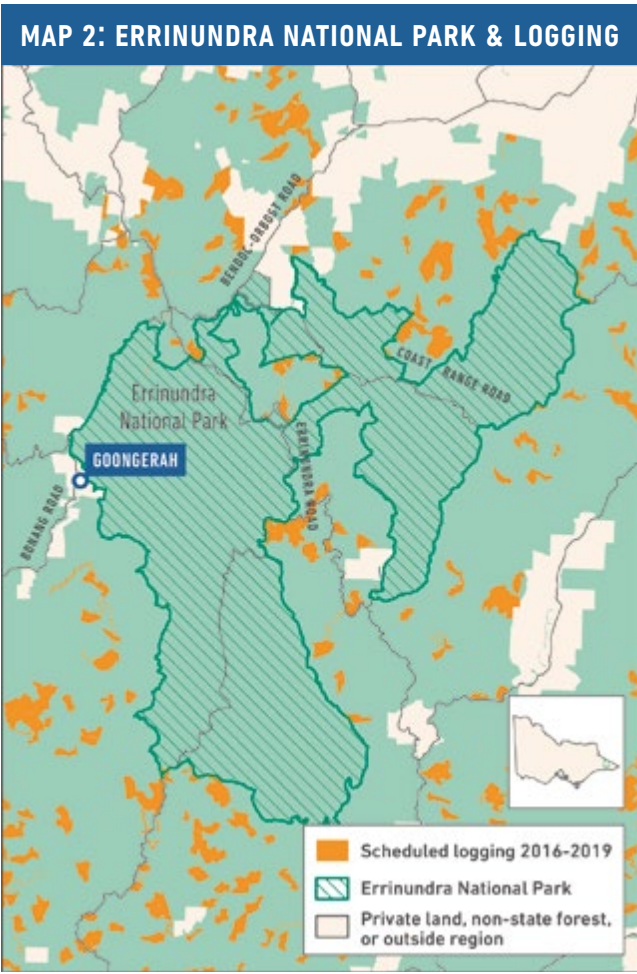 MAP 2: ERRINUNDRA NATIONAL PARK & LOGGING
BENDOC-ORBOST ROAD
COAST RANGE ROAD
Errinundra
National Park
GOONGERAH
ERRINUNDRA ROAD
BONANG ROAD
Scheduled logging 2016-2019
Errinundra National Park
Private land, non-state forest,
or outside region